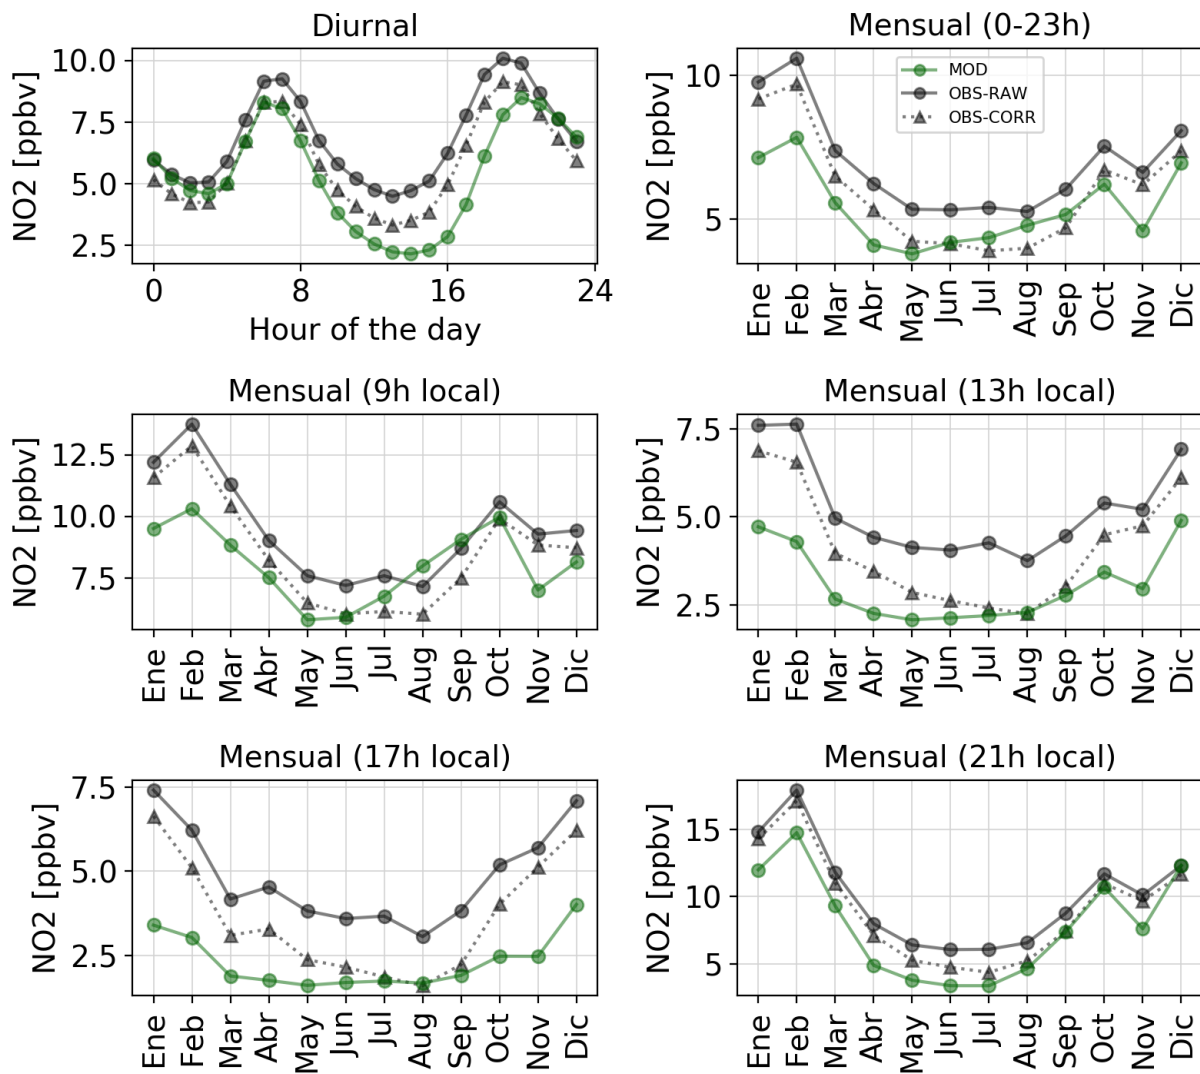 Diurnal
NO2 [ppbv]
10.0
7.5
5.0
2.5
0 8 16 24
Hour of the day
Mensual (0-23h)
NO2 [ppbv]
10
5
MOD
OBS-RAW
OBS-CORR
Ene Feb Mar Abr May Jun Jul Aug Sep Oct Nov Dic
Mensual (9h local)
NO2 [ppbv]
12.5
10.0
7.5
Ene Feb Mar Abr May Jun Jul Aug Sep Oct Nov Dic
Mensual (13h local)
NO2 [ppbv]
7.5
5.0
2.5
Ene Feb Mar Abr May Jun Jul Aug Sep Oct Nov Dic
Mensual (17h local)
NO2 [ppbv]
7.5
5.0
2.5
Ene Feb Mar Abr May Jun Jul Aug Sep Oct Nov Dic
Mensual (21h local)
NO2 [ppbv]
15
10
5
Ene Feb Mar Abr May Jun Jul Aug Sep Oct Nov Dic